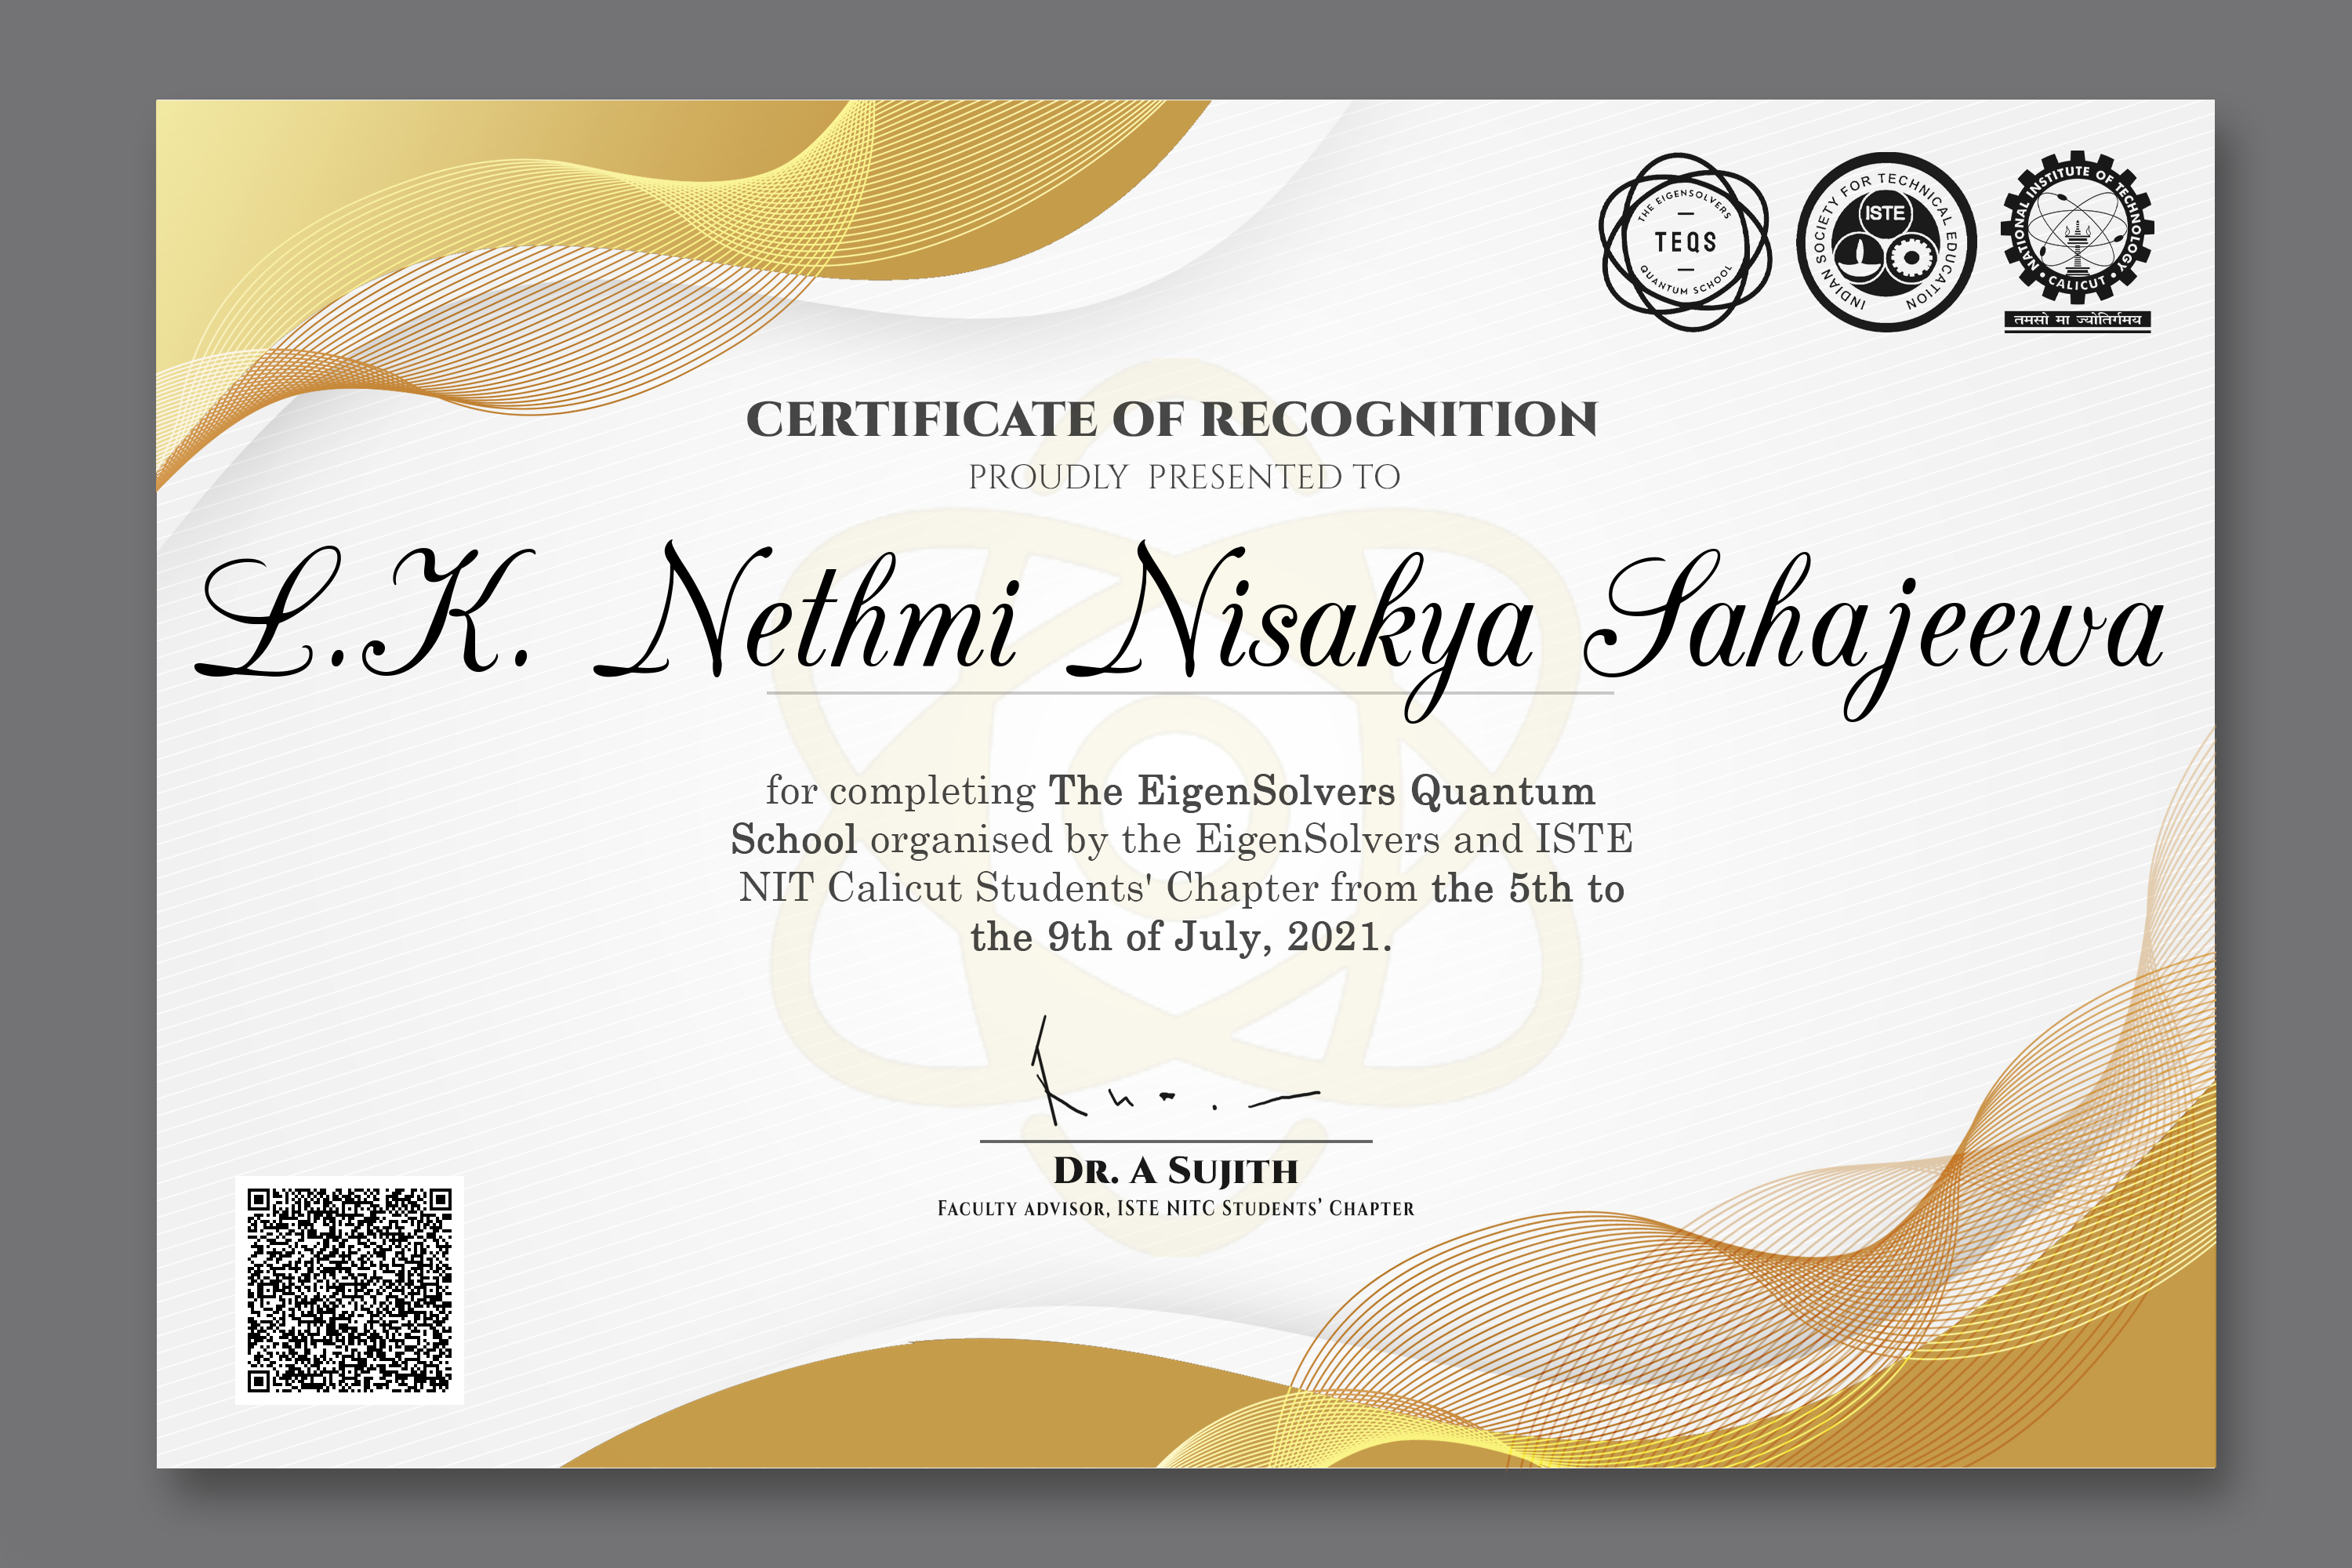 THE EIGENSOLVERS
TEQS
QUANTUM SCHOOL
INDIAN SOCIETY FOR TECHNICAL EDUCATION
ISTE
NATIONAL INSTITUTE OF TECHNOLOGY
• CALICUT •
तमसो मा ज्योतिर्गमय
CERTIFICATE OF RECOGNITION
PROUDLY PRESENTED TO
L.K. Nethmi Nisakya Sahajeewa
for completing The EigenSolvers Quantum
School organised by the EigenSolvers and ISTE
NIT Calicut Students' Chapter from the 5th to
the 9th of July, 2021.
DR. A SUJITH
FACULTY ADVISOR, ISTE NITC STUDENTS’ CHAPTER